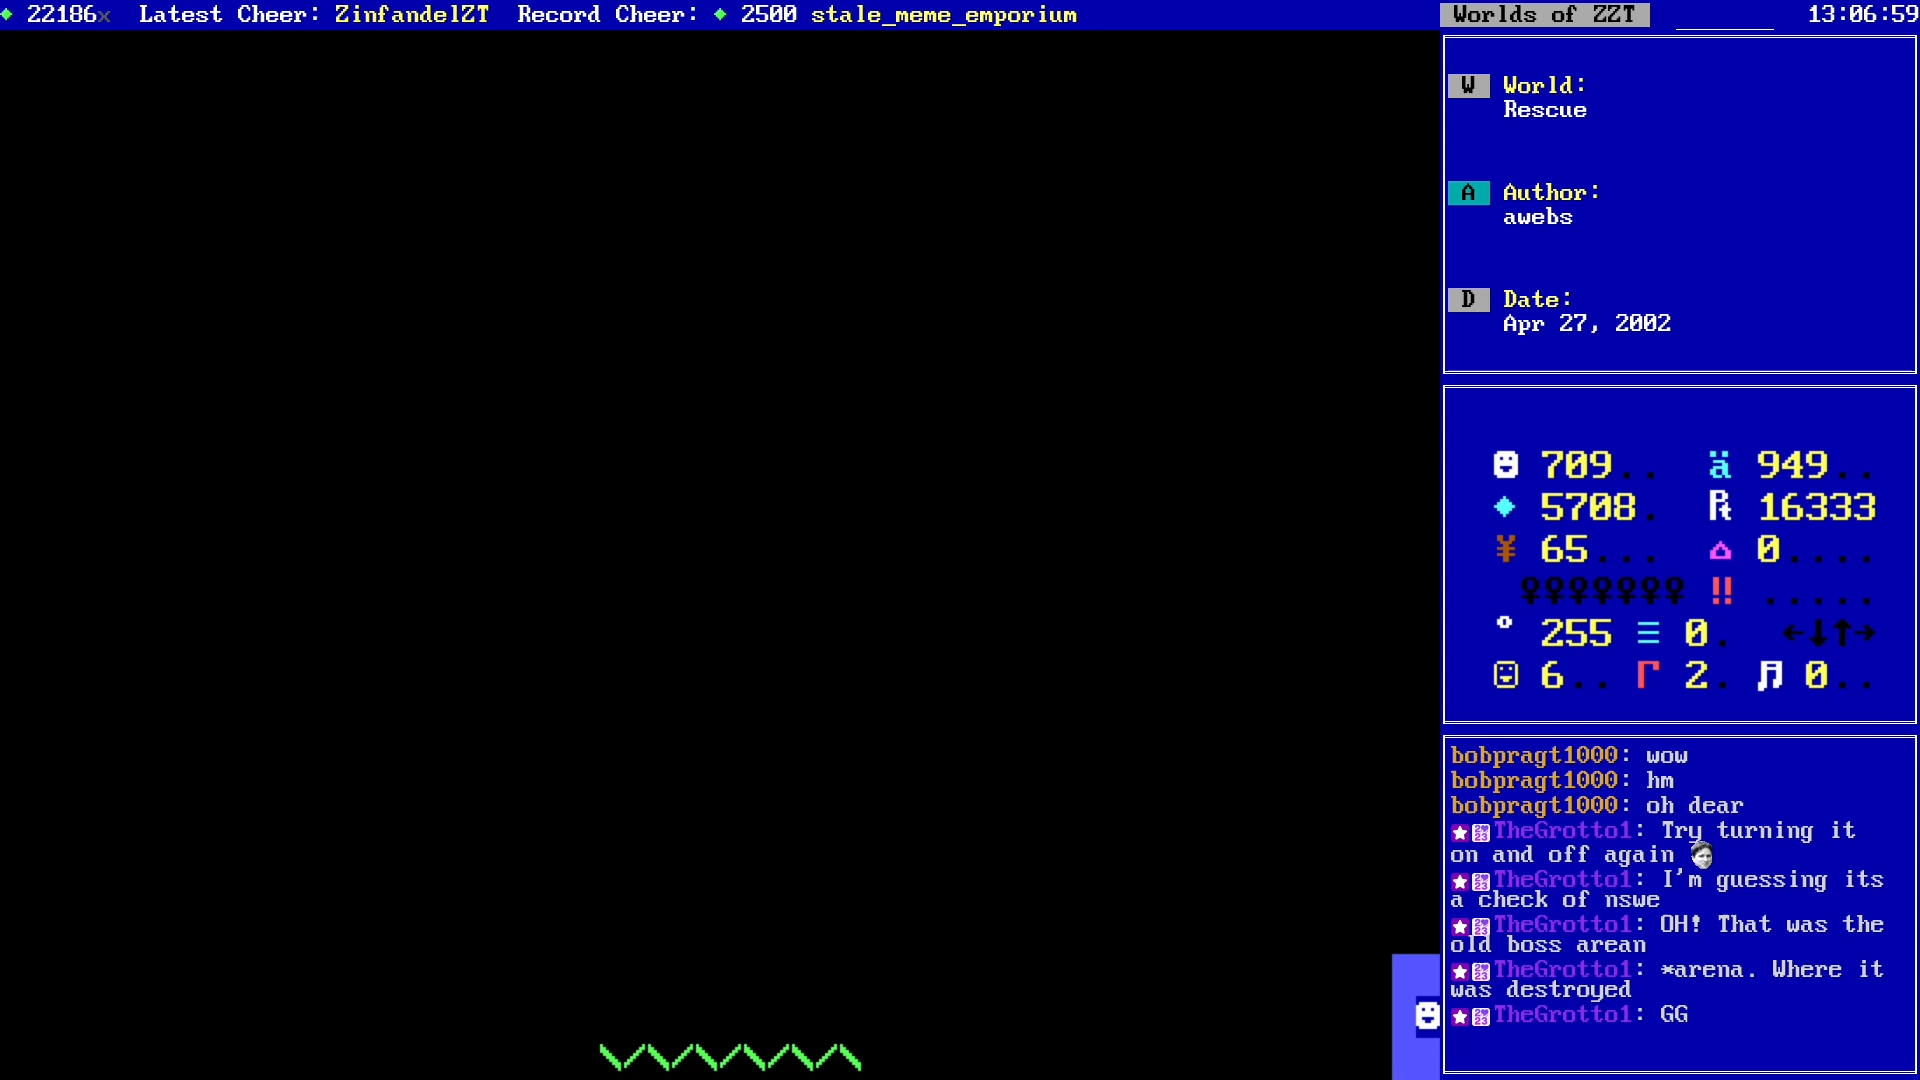 ♦ 22186x Latest Cheer: ZinfandelZT Record Cheer: ♦ 2500 stale_meme_emporium
Worlds of ZZT 13:06:59
W World:
Rescue
A Author:
awebs
D Date:
Apr 27, 2002
☻ 709.. ä 949..
♦ 5708. ₧ 16333
¥ 65... ⌂ 0....
♀♀♀♀♀♀♀ ‼ .....
° 255 ≡ 0. ←↓↑→
☺ 6.. Γ 2. ♫ 0..
bobpragt1000: wow
bobpragt1000: hm
bobpragt1000: oh dear
TheGrotto1: Try turning it
on and off again
TheGrotto1: I'm guessing its
a check of nswe
TheGrotto1: OH! That was the
old boss arean
TheGrotto1: *arena. Where it
was destroyed
TheGrotto1: GG